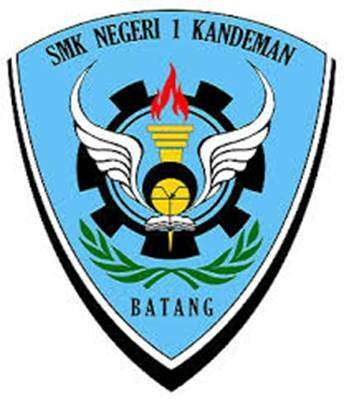 SMK NEGERI 1 KANDEMAN
BATANG